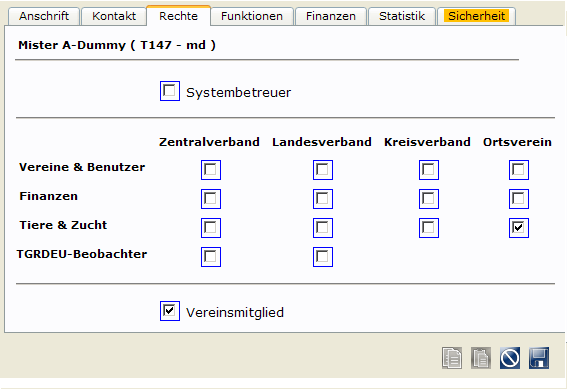 Anschrift Kontakt Rechte Funktionen Finanzen Statistik Sicherheit
Mister A-Dummy ( T147 - md )
Systembetreuer
Zentralverband Landesverband Kreisverband Ortsverein
Vereine & Benutzer
Finanzen
Tiere & Zucht
TGRDEU-Beobachter
Vereinsmitglied